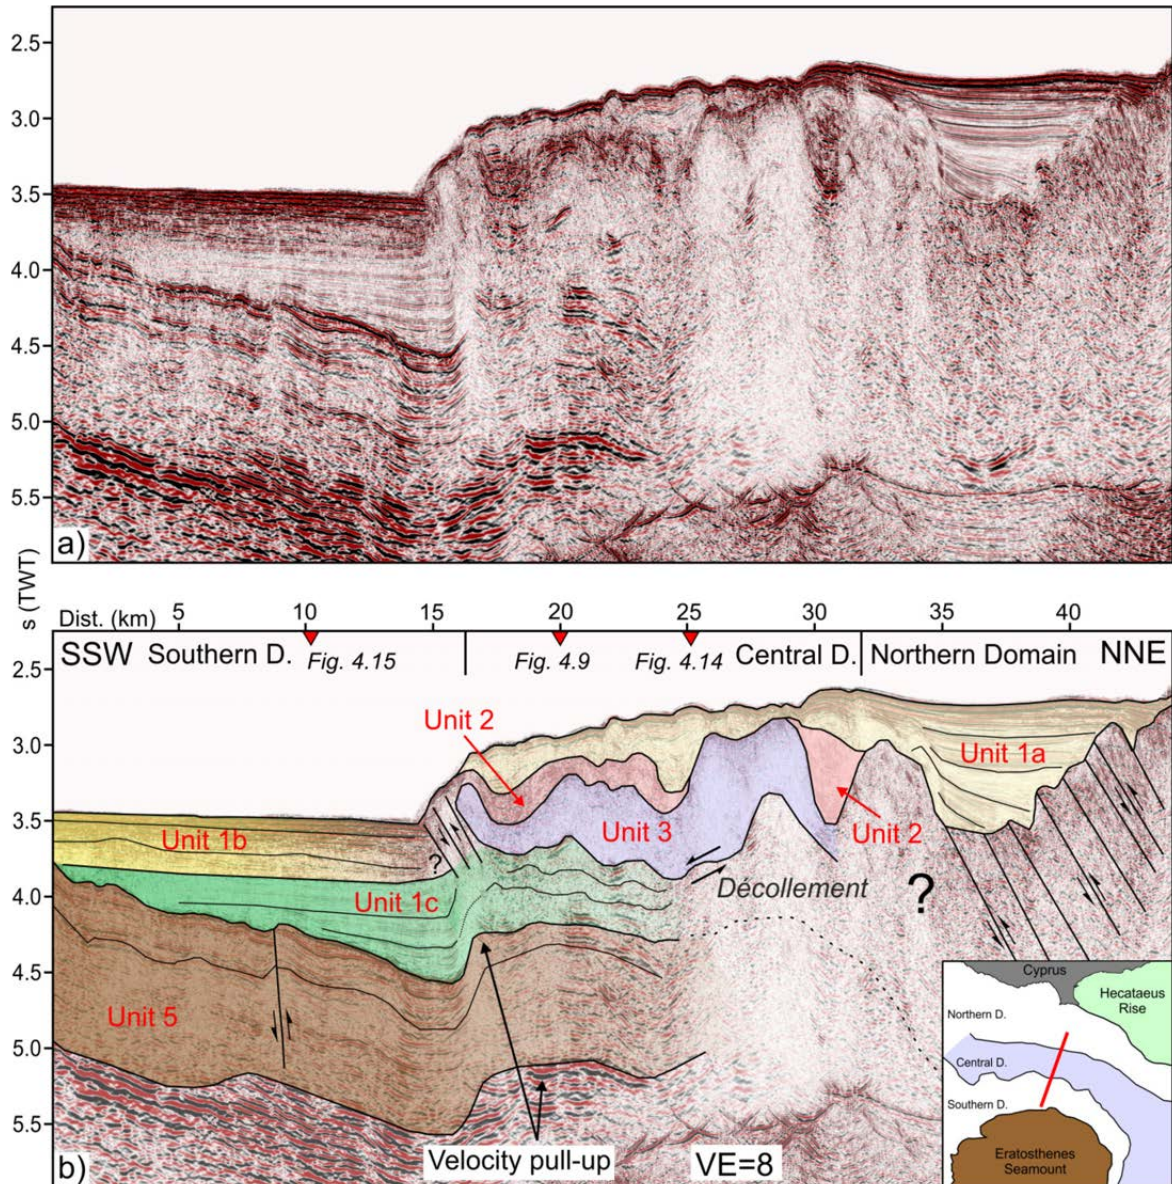 2.5
3.0
3.5
4.0
4.5
5.0
5.5
a)
s (TWT)
Dist. (km) 5 10 15 20 25 30 35 40
SSW Southern D. Fig. 4.15 Fig. 4.9 Fig. 4.14 Central D. Northern Domain NNE
2.5
3.0
3.5
4.0
4.5
5.0
5.5
Unit 2
Unit 1a
Unit 1b
Unit 3
Unit 2
?
Unit 1c
Décollement
?
Unit 5
Velocity pull-up
VE=8
b)
Cyprus
Hecataeus
Rise
Northern D.
Central D.
Southern D.
Eratosthenes
Seamount